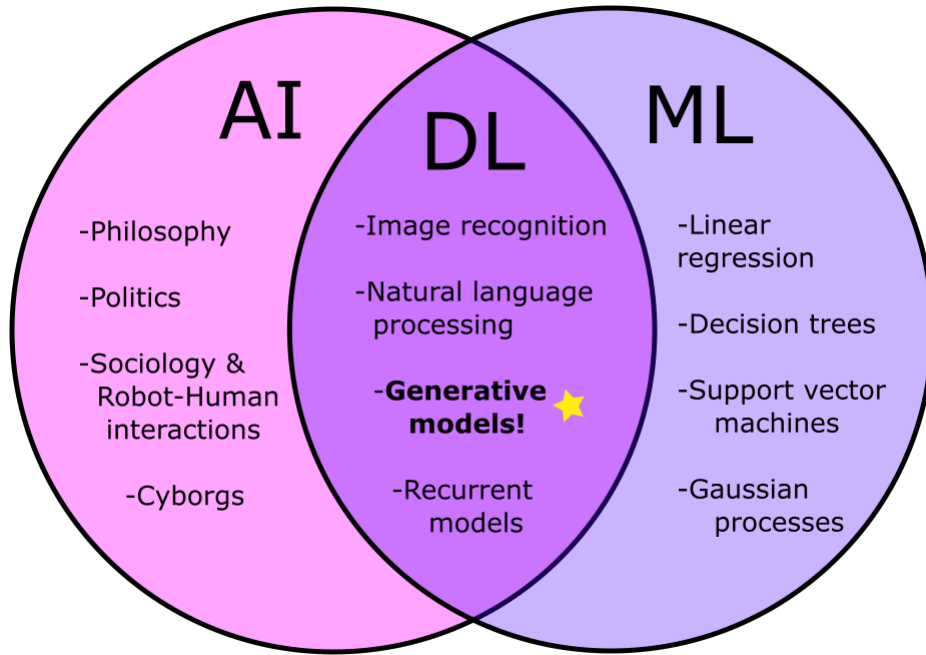 AI
-Philosophy
-Politics
-Sociology &
Robot-Human
interactions
-Cyborgs
DL
-Image recognition
-Natural language
processing
-Generative
models!
-Recurrent
models
ML
-Linear
regression
-Decision trees
-Support vector
machines
-Gaussian
processes